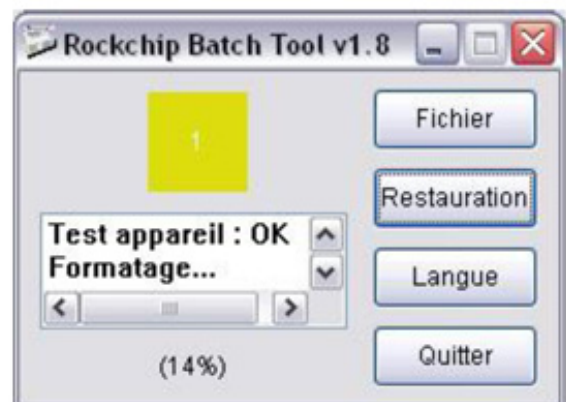 Rockchip Batch Tool v1.8
1
Fichier
Restauration
Test appareil : OK
Formatage...
Langue
(14%)
Quitter